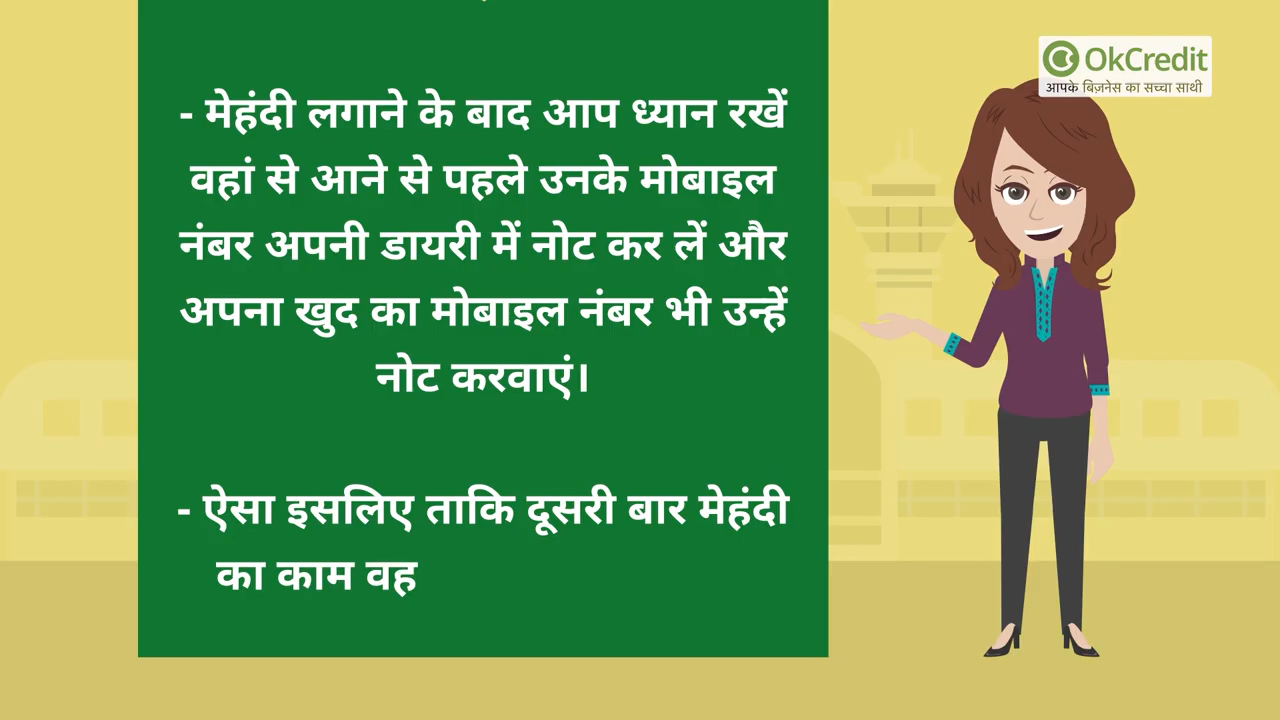 OkCredit
आपके बिज़नेस का सच्चा साथी
- मेहंदी लगाने के बाद आप ध्यान रखें
वहां से आने से पहले उनके मोबाइल
नंबर अपनी डायरी में नोट कर लें और
अपना खुद का मोबाइल नंबर भी उन्हें
नोट करवाएं।
- ऐसा इसलिए ताकि दूसरी बार मेहंदी
का काम वह